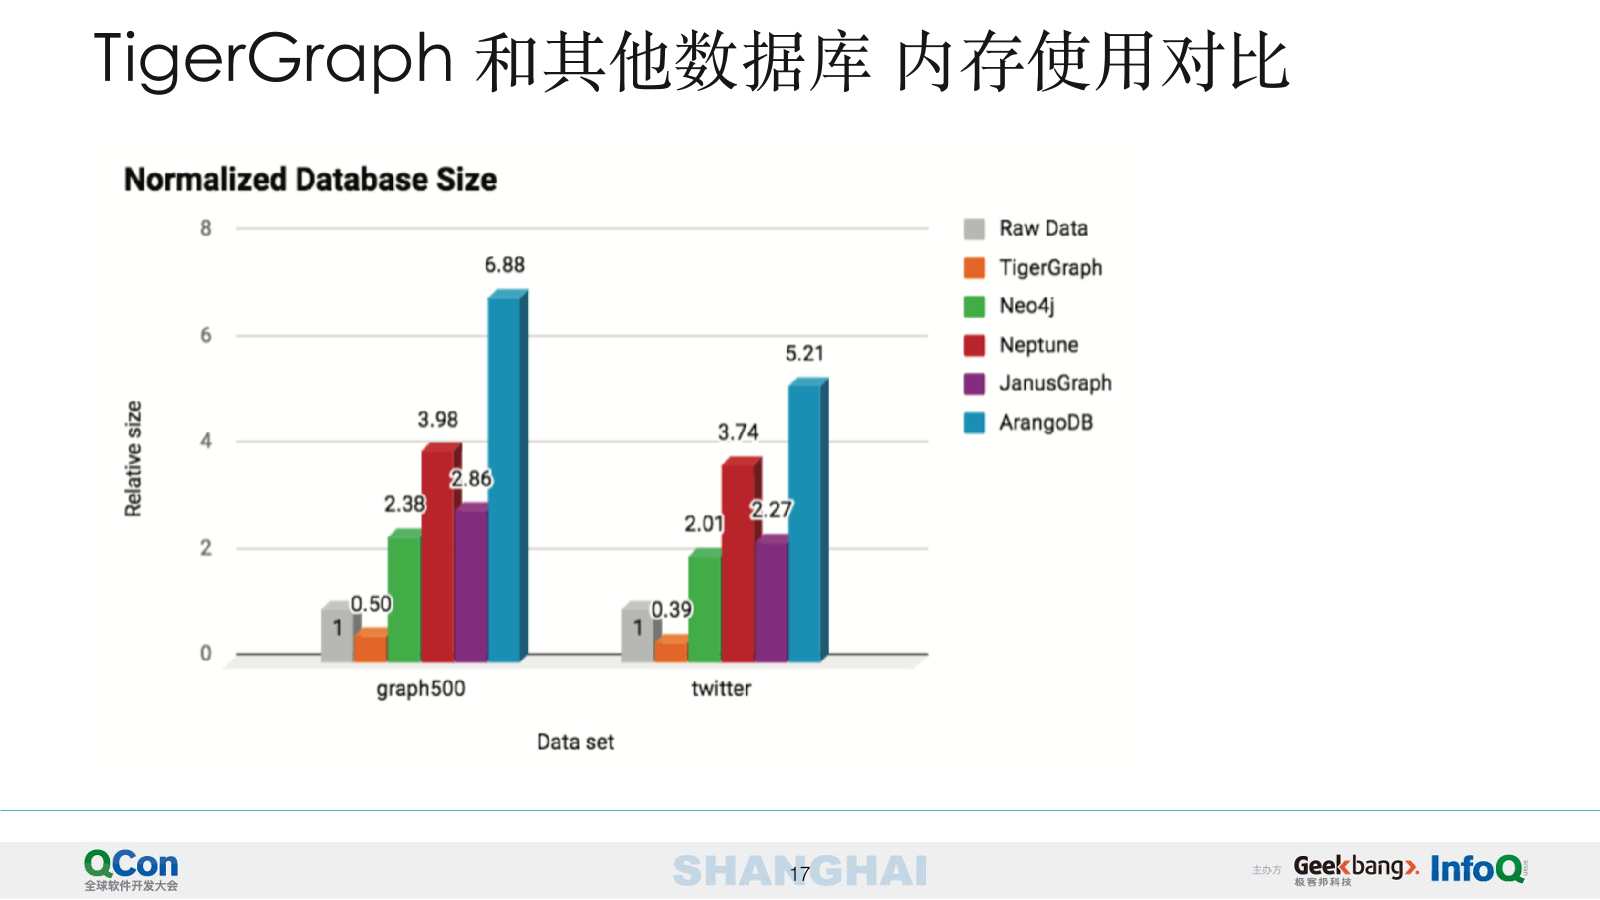 TigerGraph 和其他数据库 内存使用对比
Normalized Database Size
8
6
4
2
0
Relative size
1
0.50
2.38
3.98
2.86
6.88
1
0.39
2.01
3.74
2.27
5.21
graph500
twitter
Data set
Raw Data
TigerGraph
Neo4j
Neptune
JanusGraph
ArangoDB
QCon
全球软件开发大会
SHANGHAI
17
主办方
Geekbang>.
极客邦科技
InfoQ